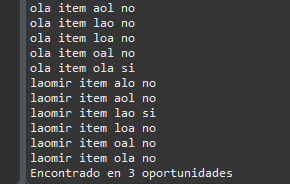 ola item aol no
ola item lao no
ola item loa no
ola item oal no
ola item ola si
laomir item alo no
laomir item aol no
laomir item lao si
laomir item loa no
laomir item oal no
laomir item ola no
Encontrado en 3 oportunidades